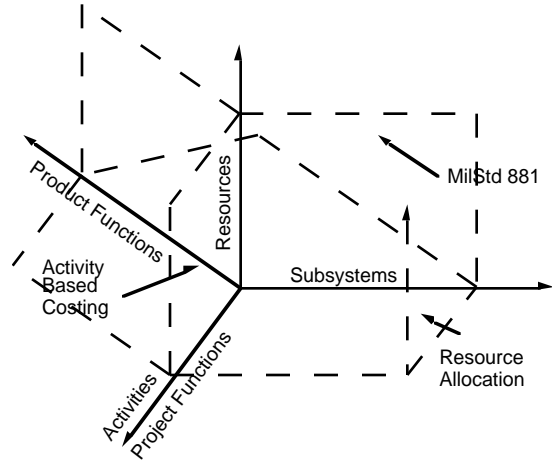 Resources
Product Functions
MilStd 881
Activity
Based
Costing
Subsystems
Resource
Allocation
Activities
Project Functions